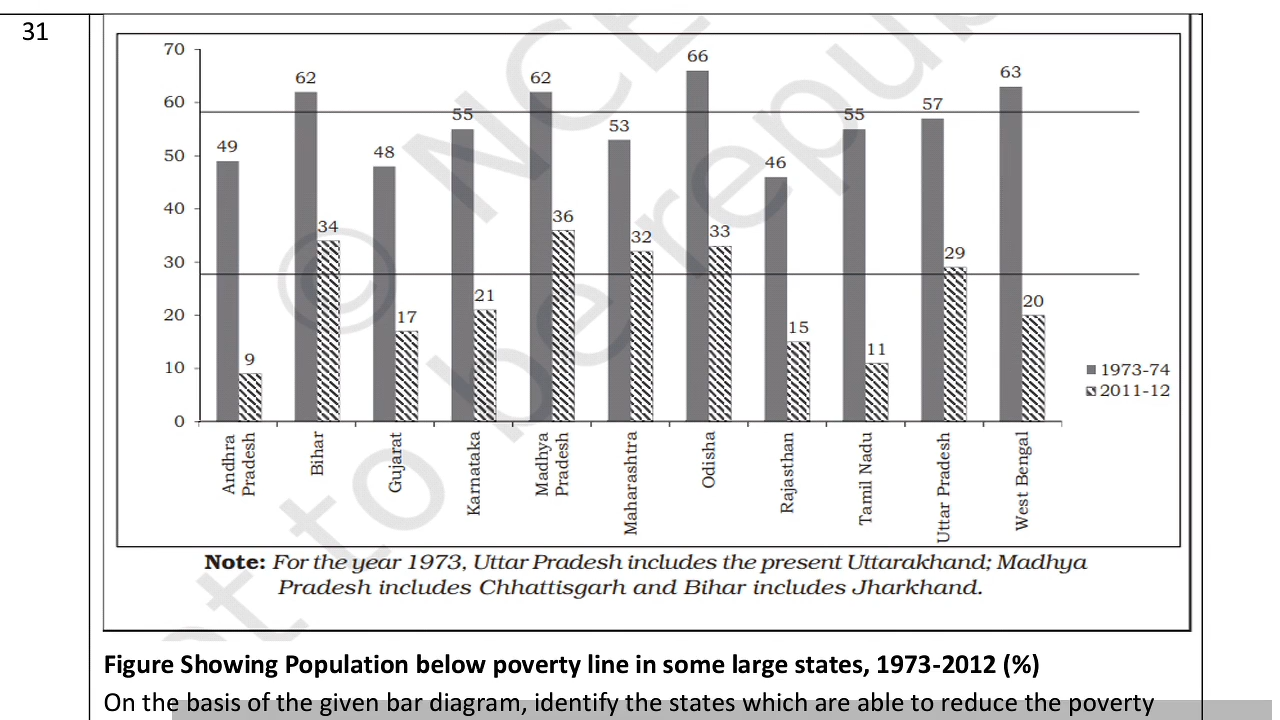 31
70
60
50
40
30
20
10
0
49
9
62
34
48
17
55
21
62
36
53
32
66
33
46
15
55
11
57
29
63
20
1973-74
2011-12
Andhra
Pradesh
Bihar
Gujarat
Karnataka
Madhya
Pradesh
Maharashtra
Odisha
Rajasthan
Tamil Nadu
Uttar Pradesh
West Bengal
Note: For the year 1973, Uttar Pradesh includes the present Uttarakhand; Madhya
Pradesh includes Chhattisgarh and Bihar includes Jharkhand.
Figure Showing Population below poverty line in some large states, 1973-2012 (%)
On the basis of the given bar diagram, identify the states which are able to reduce the poverty